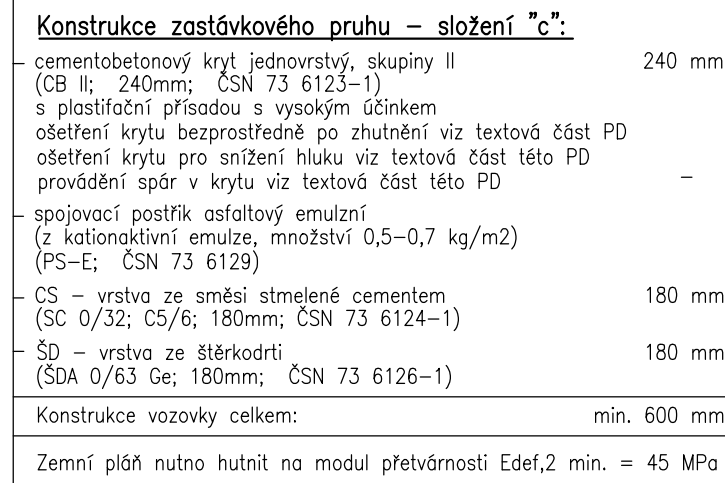 Konstrukce zastávkového pruhu – složení "c":
– cementobetonový kryt jednovrstvý, skupiny II 240 mm
(CB II; 240mm; ČSN 73 6123–1)
s plastifační přísadou s vysokým účinkem
ošetření krytu bezprostředně po zhutnění viz textová část PD
ošetření krytu pro snížení hluku viz textová část této PD
provádění spár v krytu viz textová část této PD –
– spojovací postřik asfaltový emulzní
(z kationaktivní emulze, množství 0,5–0,7 kg/m2)
(PS–E; ČSN 73 6129)
– CS – vrstva ze směsi stmelené cementem 180 mm
(SC 0/32; C5/6; 180mm; ČSN 73 6124–1)
– ŠD – vrstva ze štěrkodrti 180 mm
(ŠDA 0/63 Ge; 180mm; ČSN 73 6126–1)
Konstrukce vozovky celkem: min. 600 mm
Zemní pláň nutno hutnit na modul přetvárnosti Edef,2 min. = 45 MPa